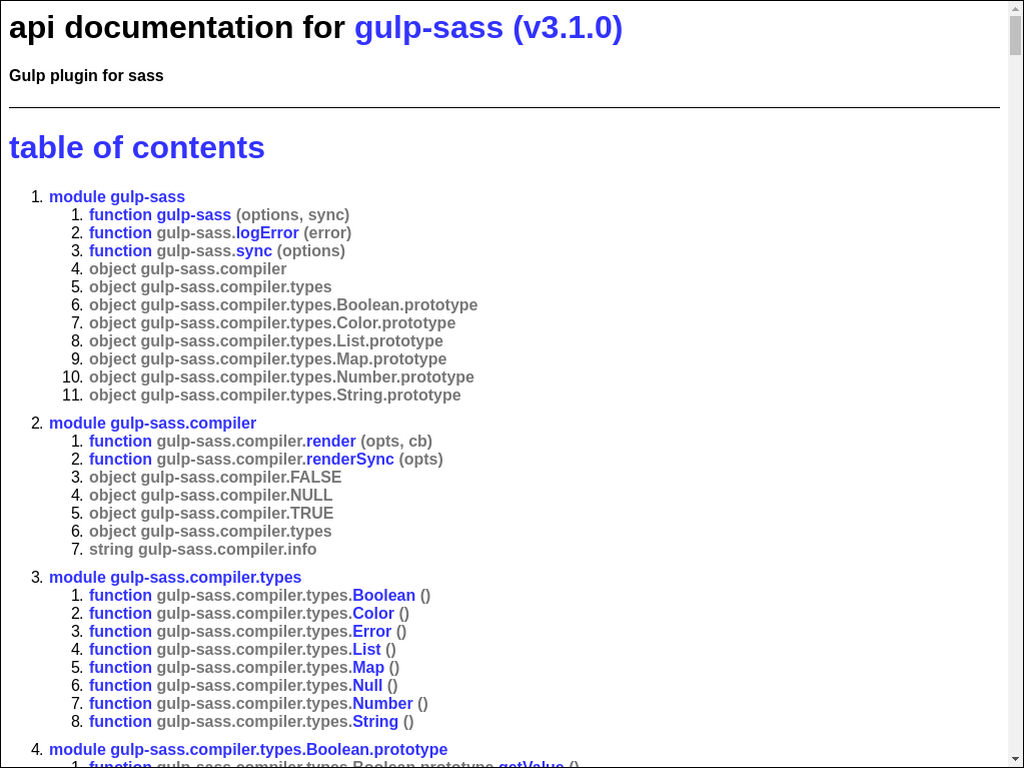 api documentation for gulp-sass (v3.1.0)
Gulp plugin for sass
table of contents
1. module gulp-sass
1. function gulp-sass (options, sync)
2. function gulp-sass.logError (error)
3. function gulp-sass.sync (options)
4. object gulp-sass.compiler
5. object gulp-sass.compiler.types
6. object gulp-sass.compiler.types.Boolean.prototype
7. object gulp-sass.compiler.types.Color.prototype
8. object gulp-sass.compiler.types.List.prototype
9. object gulp-sass.compiler.types.Map.prototype
10. object gulp-sass.compiler.types.Number.prototype
11. object gulp-sass.compiler.types.String.prototype
2. module gulp-sass.compiler
1. function gulp-sass.compiler.render (opts, cb)
2. function gulp-sass.compiler.renderSync (opts)
3. object gulp-sass.compiler.FALSE
4. object gulp-sass.compiler.NULL
5. object gulp-sass.compiler.TRUE
6. object gulp-sass.compiler.types
7. string gulp-sass.compiler.info
3. module gulp-sass.compiler.types
1. function gulp-sass.compiler.types.Boolean ()
2. function gulp-sass.compiler.types.Color ()
3. function gulp-sass.compiler.types.Error ()
4. function gulp-sass.compiler.types.List ()
5. function gulp-sass.compiler.types.Map ()
6. function gulp-sass.compiler.types.Null ()
7. function gulp-sass.compiler.types.Number ()
8. function gulp-sass.compiler.types.String ()
4. module gulp-sass.compiler.types.Boolean.prototype
1. function gulp-sass.compiler.types.Boolean.prototype.getValue ()